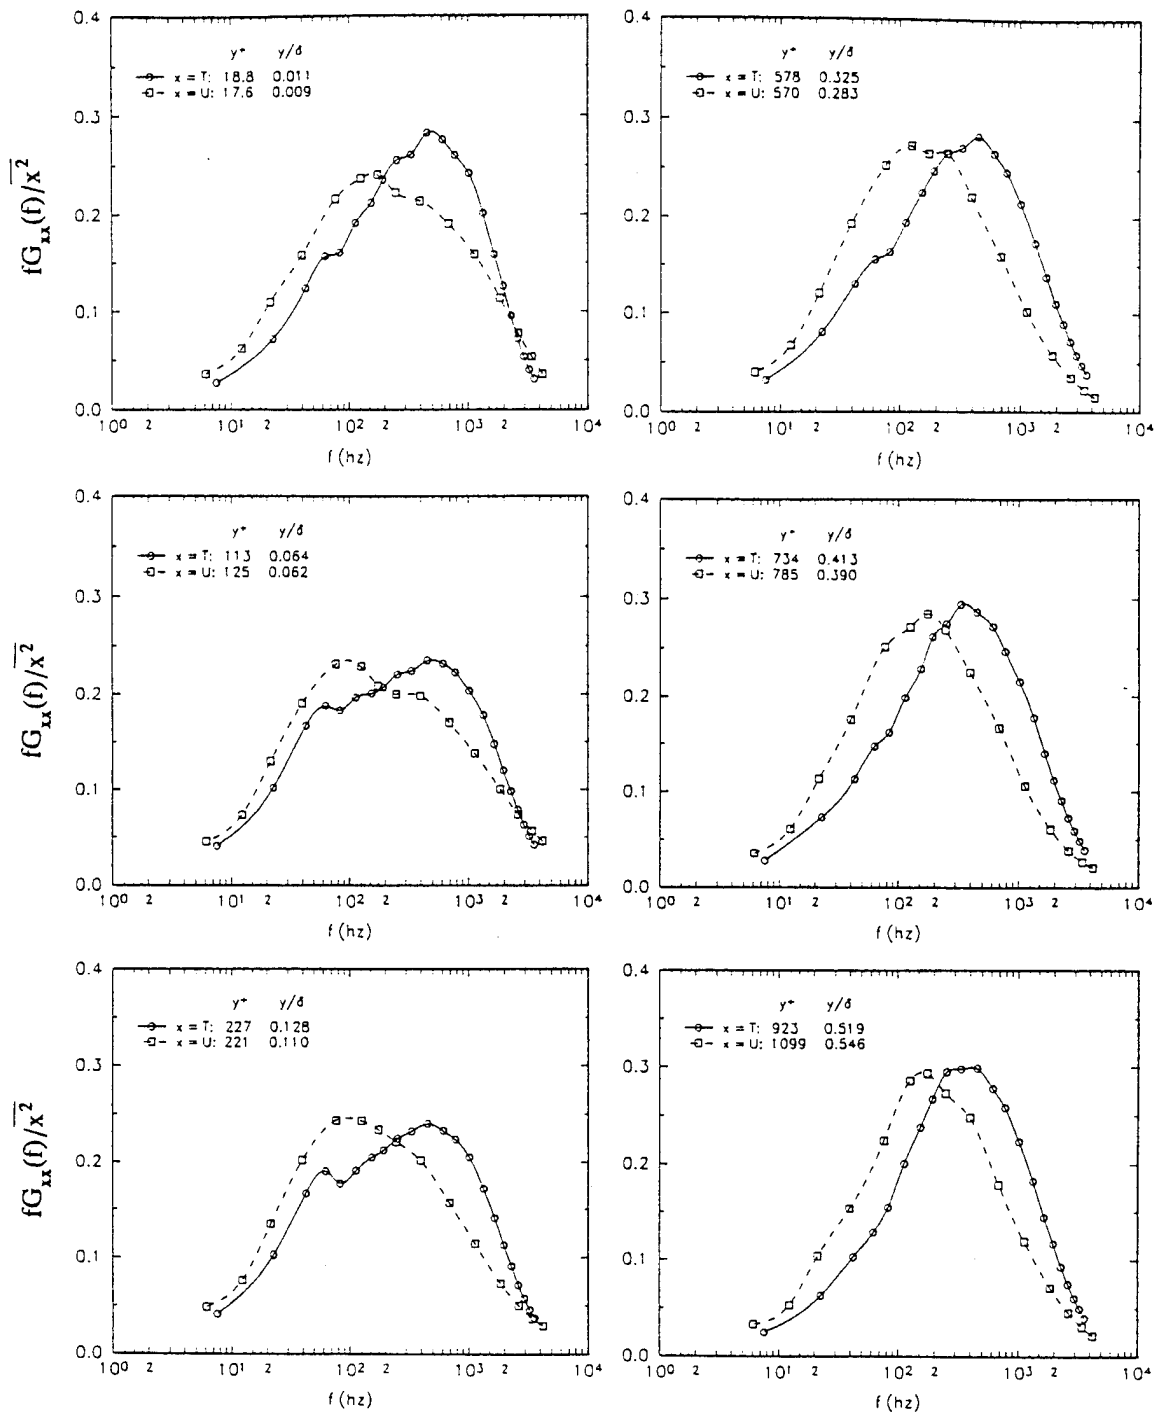 0.4
y+ y/δ
x = T: 18.8 0.011
x = U: 17.6 0.009
0.3
0.2
0.1
0.0
fG_xx(f)/x̅²
10⁰ 2 10¹ 2 10² 2 10³ 2 10⁴
f (hz)
0.4
y+ y/δ
x = T: 578 0.325
x = U: 570 0.283
0.3
0.2
0.1
0.0
10⁰ 2 10¹ 2 10² 2 10³ 2 10⁴
f (hz)
0.4
y+ y/δ
x = T: 113 0.064
x = U: 125 0.062
0.3
0.2
0.1
0.0
fG_xx(f)/x̅²
10⁰ 2 10¹ 2 10² 2 10³ 2 10⁴
f (hz)
0.4
y+ y/δ
x = T: 734 0.413
x = U: 785 0.390
0.3
0.2
0.1
0.0
10⁰ 2 10¹ 2 10² 2 10³ 2 10⁴
f (hz)
0.4
y+ y/δ
x = T: 227 0.128
x = U: 221 0.110
0.3
0.2
0.1
0.0
fG_xx(f)/x̅²
10⁰ 2 10¹ 2 10² 2 10³ 2 10⁴
f (hz)
0.4
y+ y/δ
x = T: 923 0.519
x = U: 1099 0.546
0.3
0.2
0.1
0.0
10⁰ 2 10¹ 2 10² 2 10³ 2 10⁴
f (hz)